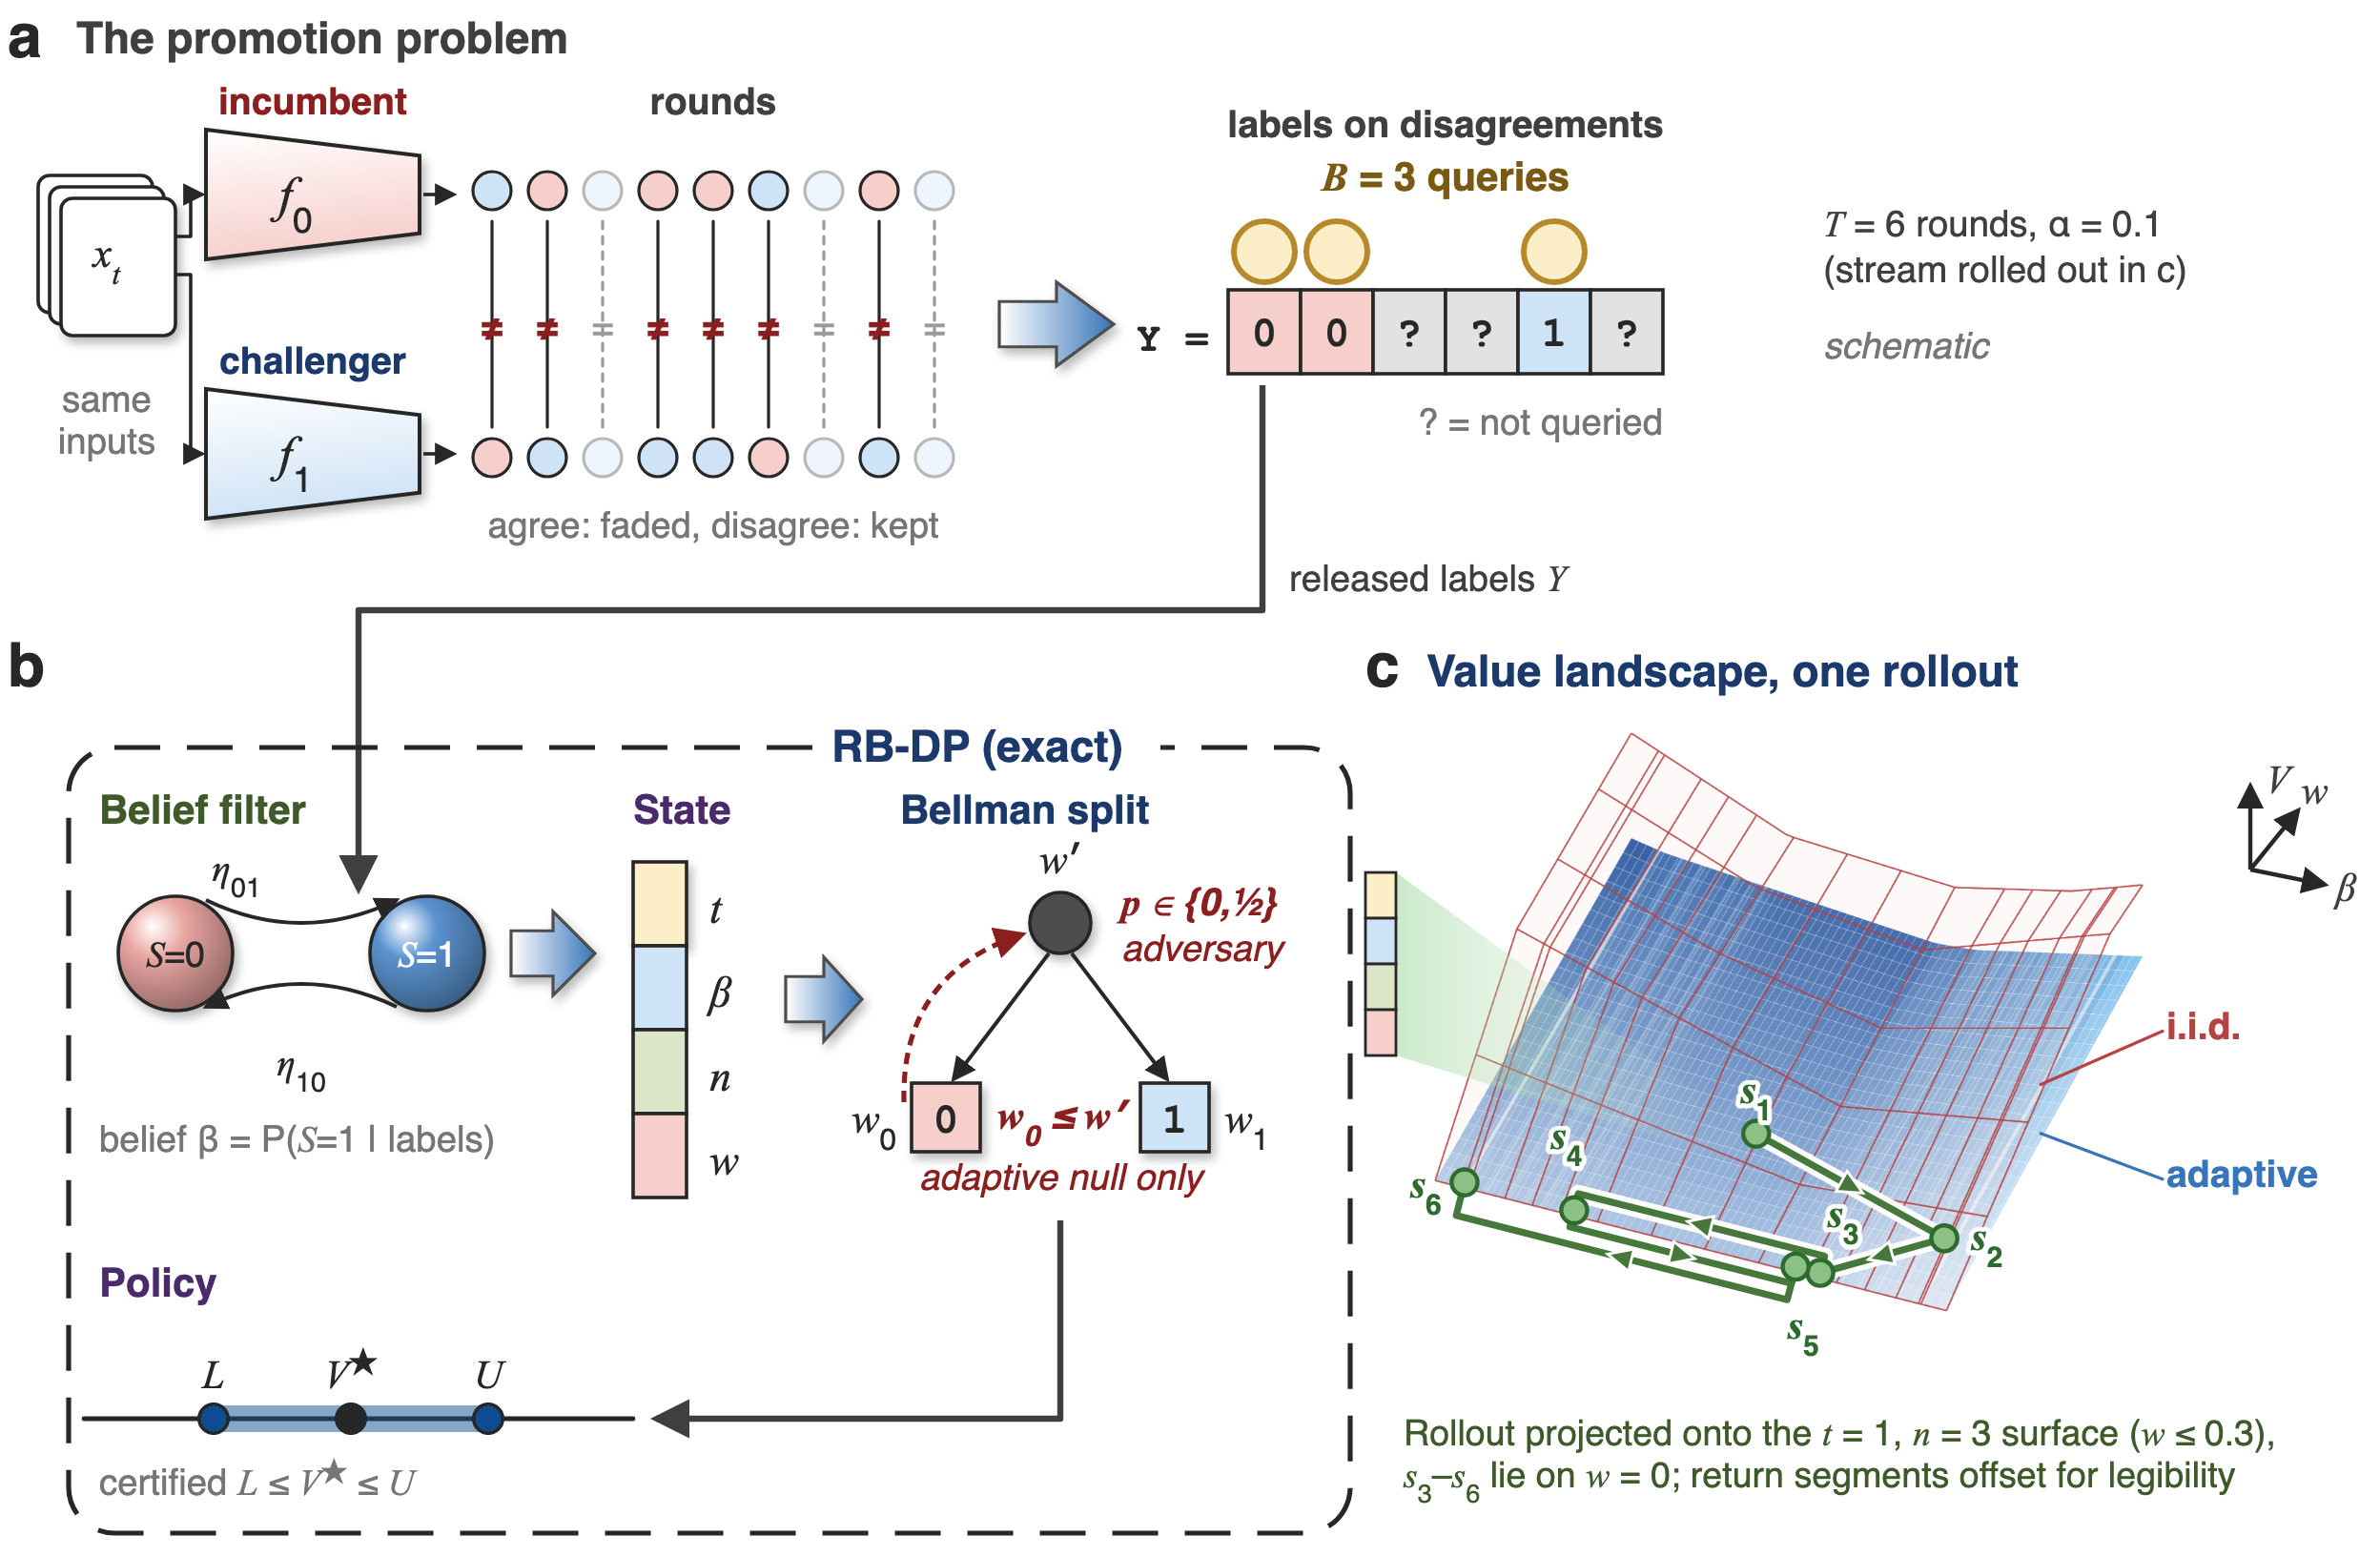 a The promotion problem
incumbent
rounds
labels on disagreements
B = 3 queries
f0
xt
T = 6 rounds, α = 0.1
(stream rolled out in c)
≠ ≠ = ≠ ≠ ≠ = ≠ =
Y = 0 0 ? ? 1 ?
schematic
challenger
same
inputs
f1
? = not queried
agree: faded, disagree: kept
released labels Y
b
c Value landscape, one rollout
RB-DP (exact)
Belief filter
State
Bellman split
η01
S=0
S=1
η10
belief β = P(S=1 | labels)
t
β
n
w
w′
p ∈ {0,½}
adversary
w0
0
w0 ≤ w′
1
w1
adaptive null only
Policy
L
V★
U
certified L ≤ V★ ≤ U
V
w
β
i.i.d.
adaptive
s1
s4
s6
s3
s2
s5
Rollout projected onto the t = 1, n = 3 surface (w ≤ 0.3),
s3–s6 lie on w = 0; return segments offset for legibility